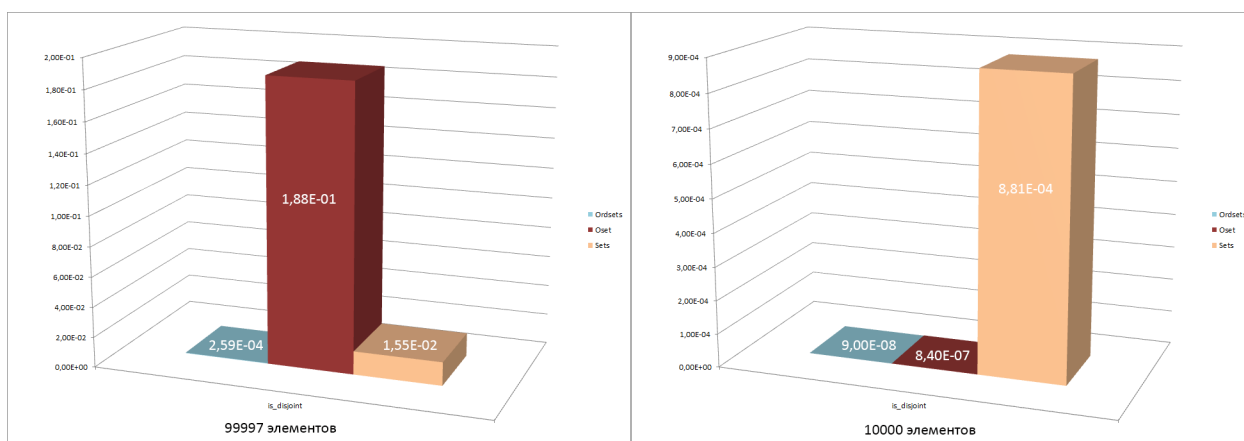 2,00E-01
1,80E-01
1,60E-01
1,40E-01
1,20E-01
1,00E-01
8,00E-02
6,00E-02
4,00E-02
2,00E-02
0,00E+00
1,88E-01
2,59E-04
1,55E-02
Ordsets
Oset
Sets
is_disjoint
99997 элементов
9,00E-04
8,00E-04
7,00E-04
6,00E-04
5,00E-04
4,00E-04
3,00E-04
2,00E-04
1,00E-04
0,00E+00
8,81E-04
9,00E-08
8,40E-07
Ordsets
Oset
Sets
is_disjoint
10000 элементов